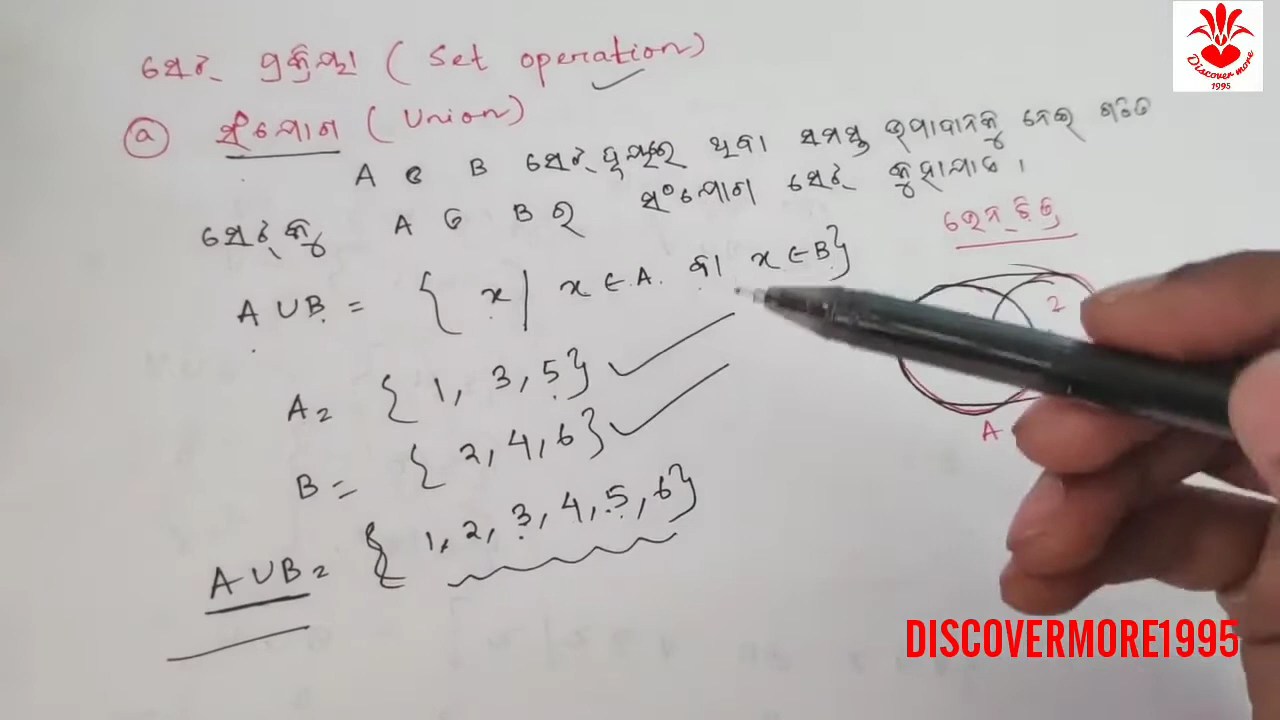 ସେଟ୍ ପ୍ରକ୍ରିୟା ( Set operation )
ⓐ ସଂଯୋଗ ( Union )
A ଓ B ସେଟ୍ ଦ୍ୱୟରେ ଥିବା ସମସ୍ତ ଉପାଦାନକୁ ନେଇ ଗଠିତ
ସେଟ୍ କୁ A ଓ B ର ସଂଯୋଗ ସେଟ୍ କୁହାଯାଏ ।
ଭେନ୍ ଚିତ୍ର
A ∪ B = { x | x ∈ A ବା x ∈ B }
A = { 1, 3, 5 }
B = { 2, 4, 6 }
A ∪ B = { 1, 2, 3, 4, 5, 6 }
2
A
Discover more
1995
DISCOVERMORE1995